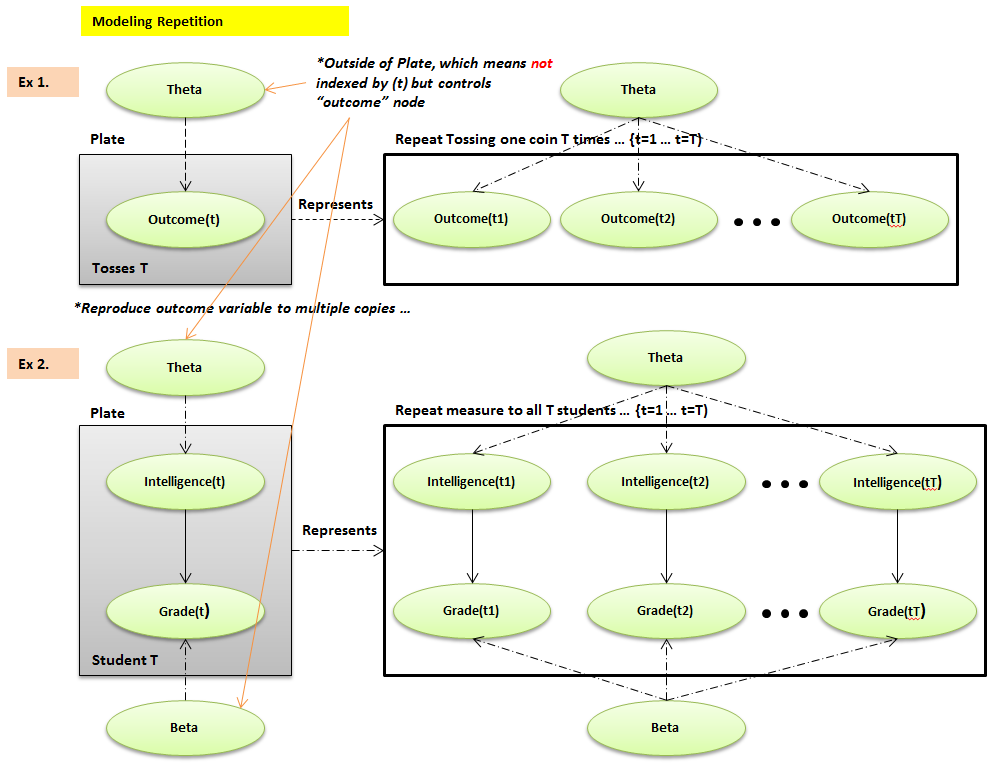 Modeling Repetition
Ex 1.
Theta
*Outside of Plate, which means not
indexed by (t) but controls
“outcome” node
Theta
Plate
Repeat Tossing one coin T times ... {t=1 ... t=T)
Outcome(t)
Tosses T
Represents
Outcome(t1)
Outcome(t2)
Outcome(tT)
*Reproduce outcome variable to multiple copies ...
Ex 2.
Theta
Theta
Plate
Repeat measure to all T students ... {t=1 ... t=T)
Intelligence(t)
Grade(t)
Student T
Represents
Intelligence(t1)
Intelligence(t2)
Intelligence(tT)
Grade(t1)
Grade(t2)
Grade(tT)
Beta
Beta